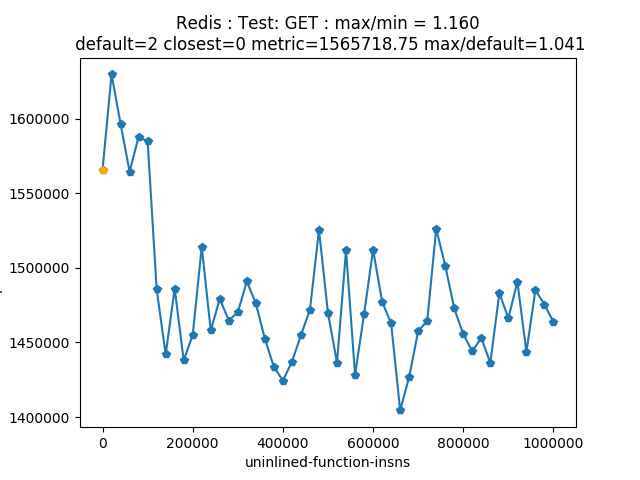 Redis : Test: GET : max/min = 1.160
default=2 closest=0 metric=1565718.75 max/default=1.041
1600000
1550000
1500000
1450000
1400000
0 200000 400000 600000 800000 1000000
uninlined-function-insns